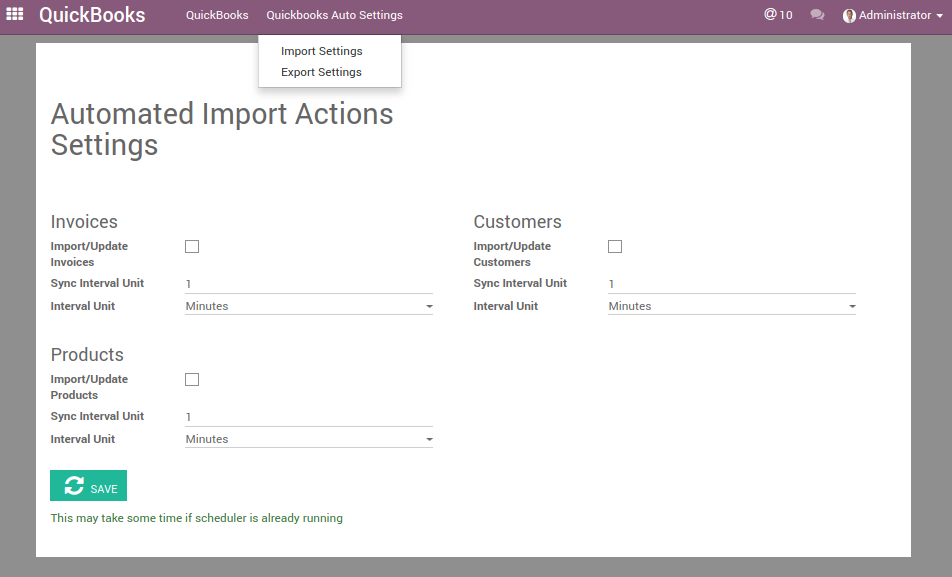 QuickBooks QuickBooks Quickbooks Auto Settings @ 10 Administrator
Import Settings
Export Settings
Automated Import Actions
Settings
Invoices
Import/Update
Invoices
Sync Interval Unit 1
Interval Unit Minutes
Customers
Import/Update
Customers
Sync Interval Unit 1
Interval Unit Minutes
Products
Import/Update
Products
Sync Interval Unit 1
Interval Unit Minutes
SAVE
This may take some time if scheduler is already running